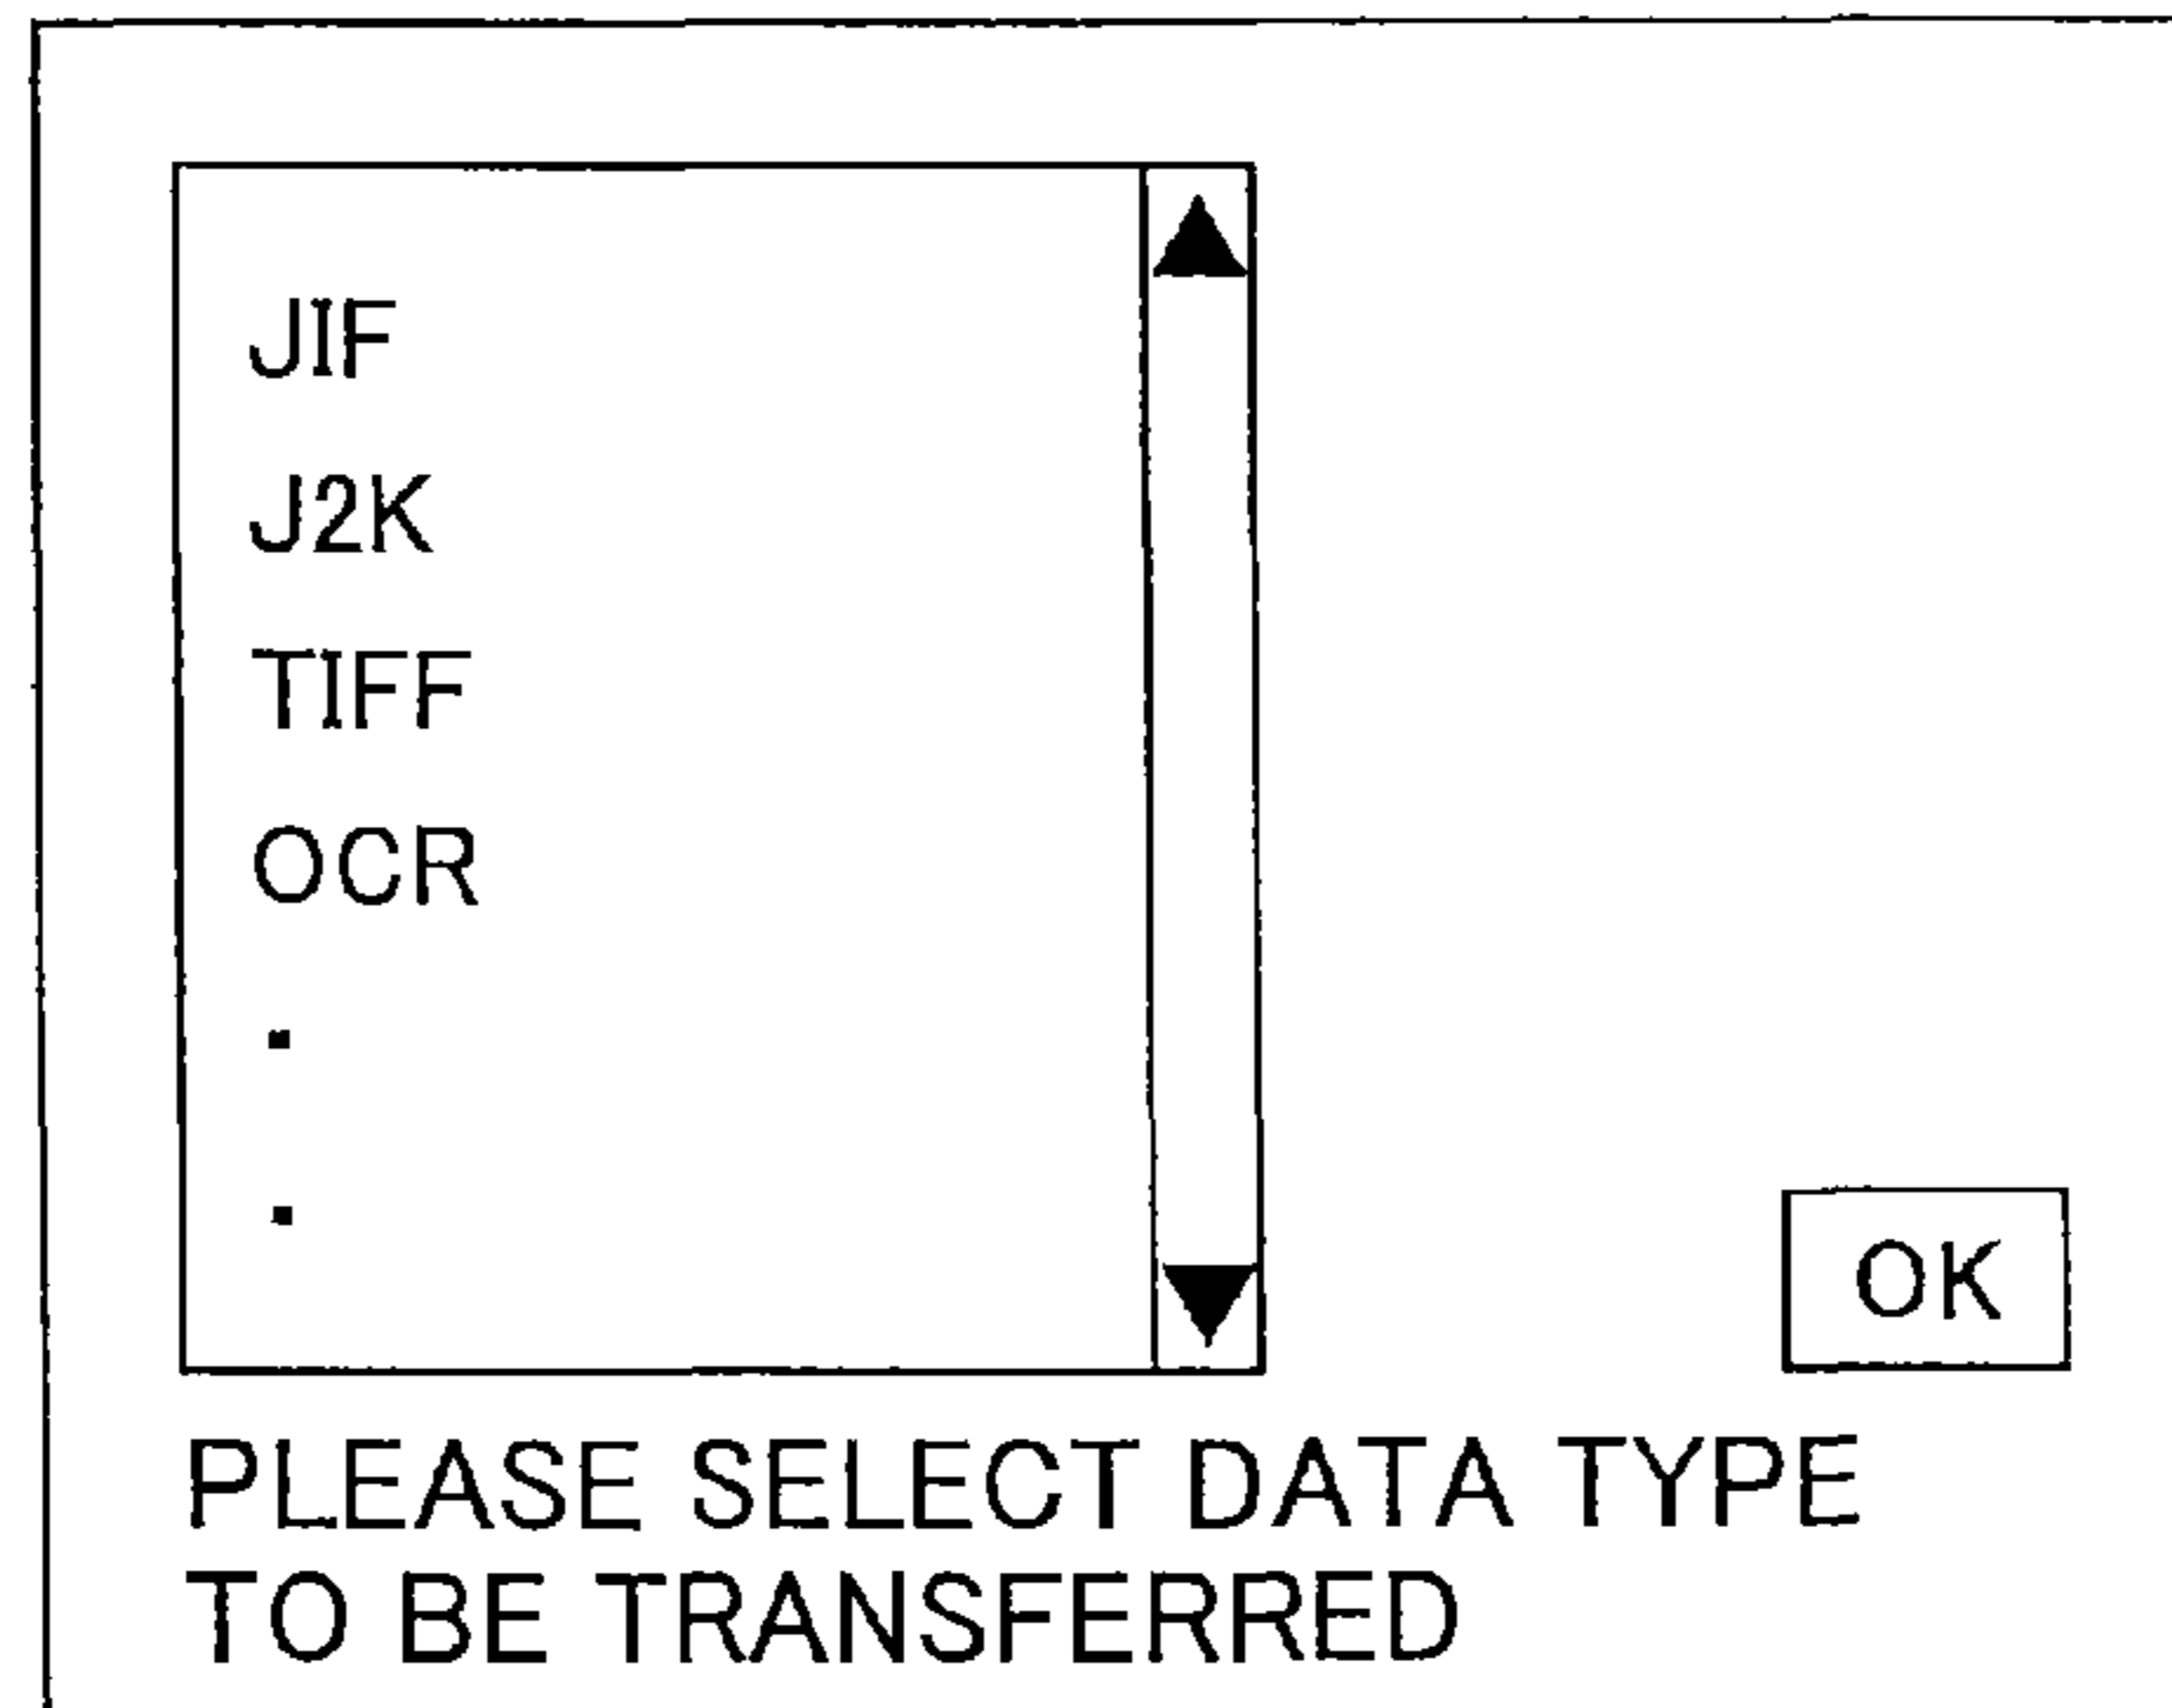 JIF
J2K
TIFF
OCR
.
.
OK
PLEASE SELECT DATA TYPE
TO BE TRANSFERRED